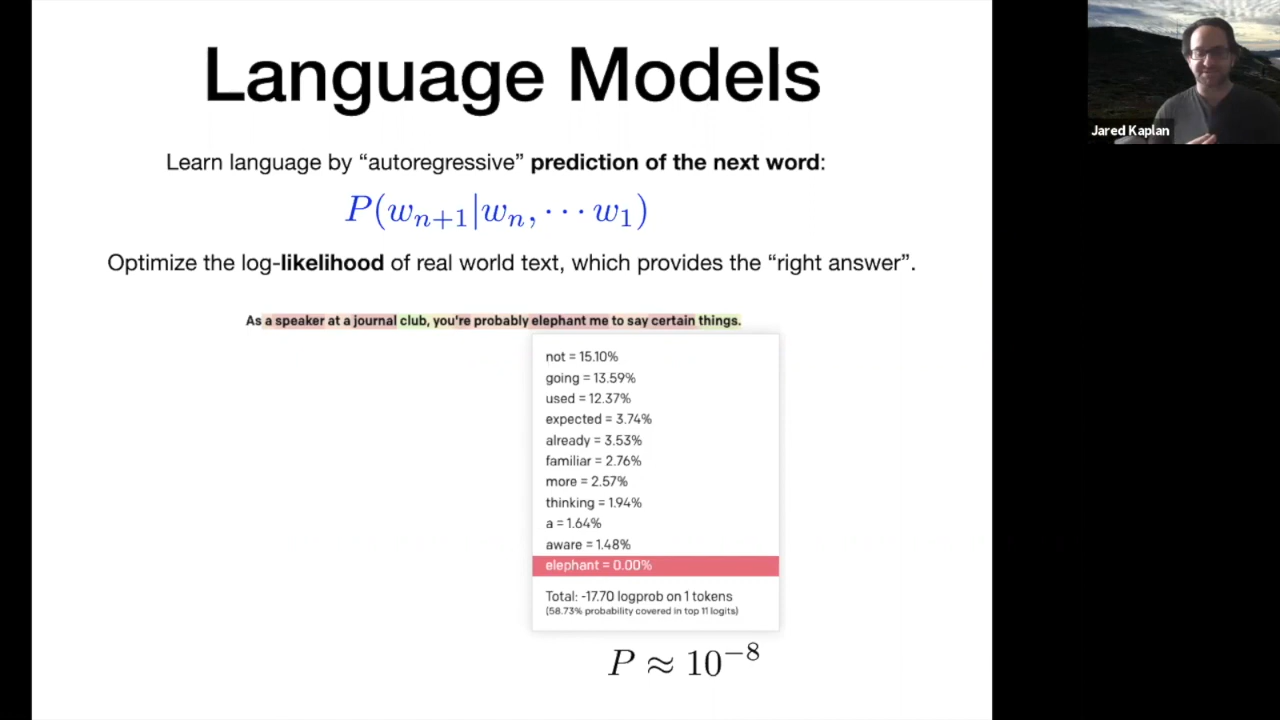 Language Models
Jared Kaplan
Learn language by “autoregressive” prediction of the next word:
P(w_{n+1}|w_n, ⋯ w_1)
Optimize the log-likelihood of real world text, which provides the “right answer”.
As a speaker at a journal club, you're probably elephant me to say certain things.
not = 15.10%
going = 13.59%
used = 12.37%
expected = 3.74%
already = 3.53%
familiar = 2.76%
more = 2.57%
thinking = 1.94%
a = 1.64%
aware = 1.48%
elephant = 0.00%
Total: -17.70 logprob on 1 tokens
(58.73% probability covered in top 11 logits)
P ≈ 10^{−8}